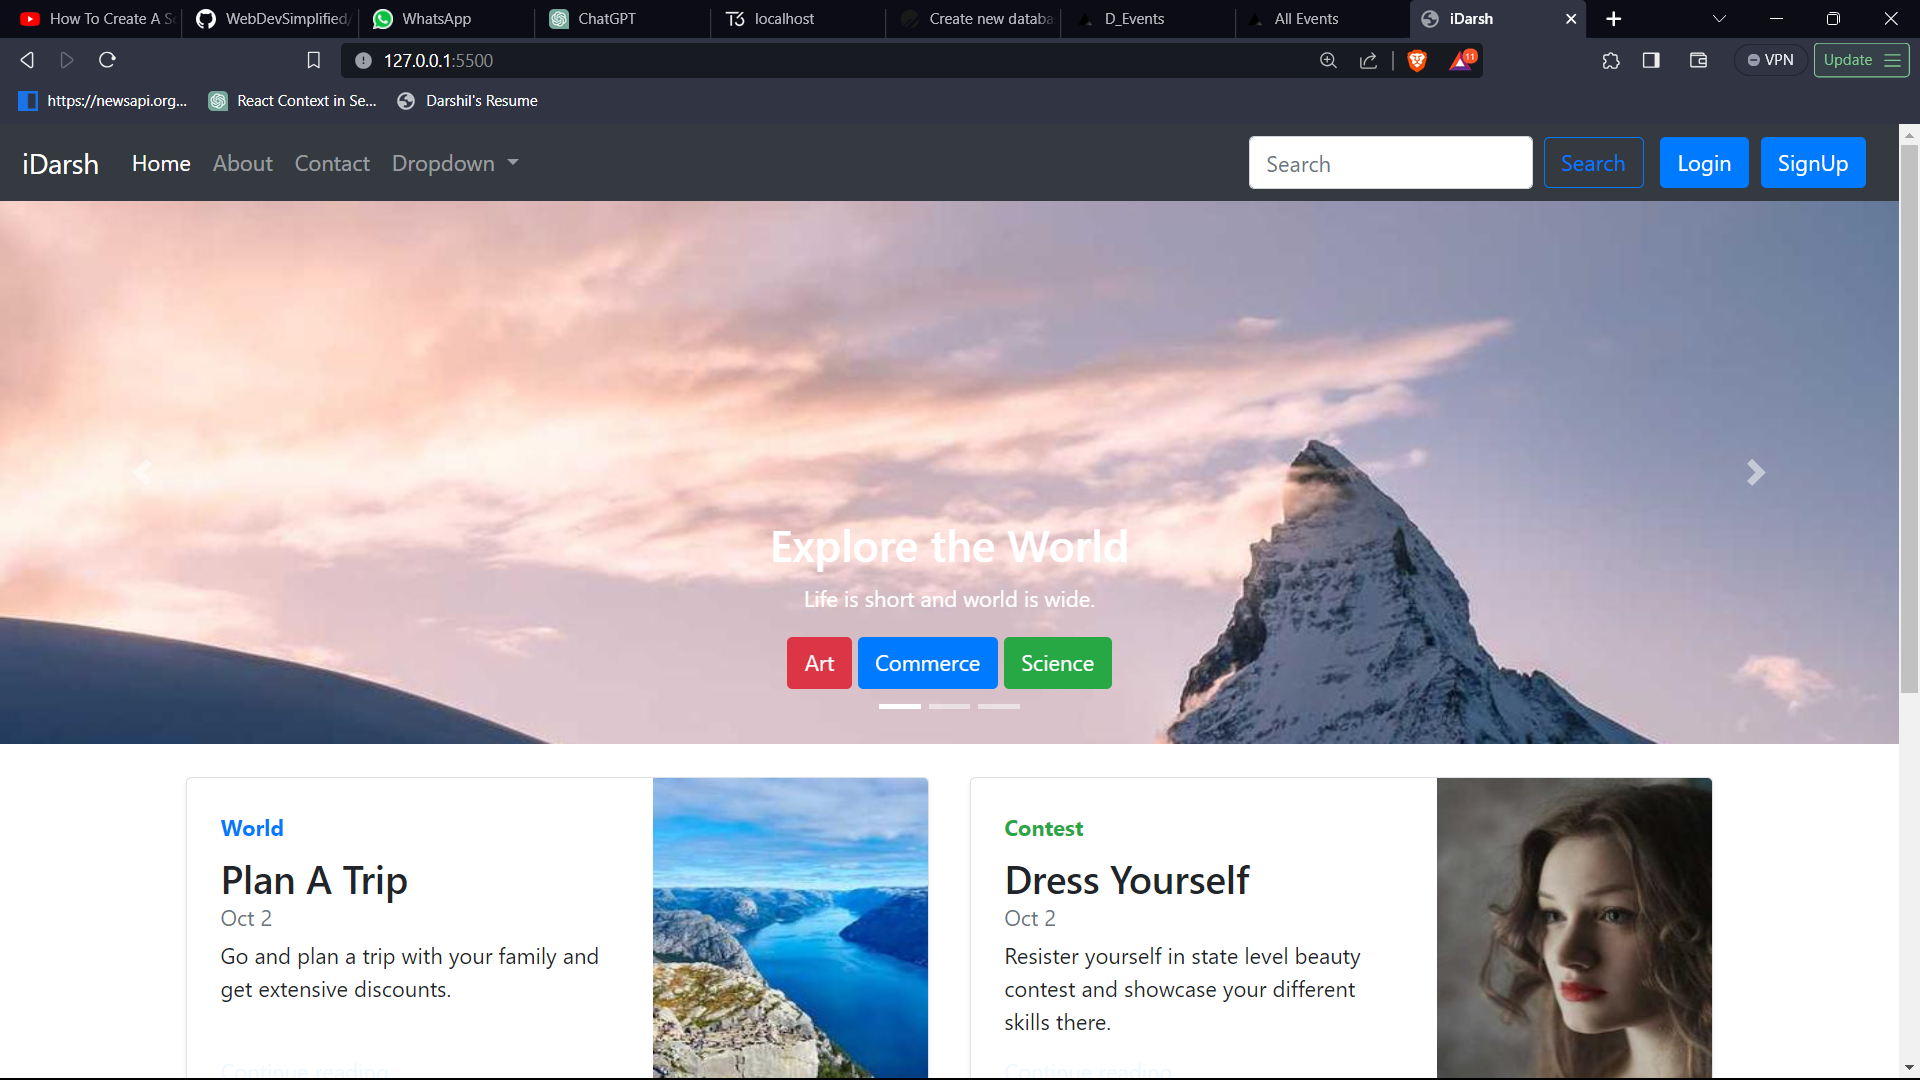 How To Create A Sc
WebDevSimplified/
WhatsApp
ChatGPT
T3 localhost
Create new databa
D_Events
All Events
iDarsh
127.0.0.1:5500
11
VPN
Update
https://newsapi.org...
React Context in Se...
Darshil's Resume
iDarsh
Home
About
Contact
Dropdown
Search
Search
Login
SignUp
Explore the World
Life is short and world is wide.
Art
Commerce
Science
World
Plan A Trip
Oct 2
Go and plan a trip with your family and
get extensive discounts.
Continue reading
Contest
Dress Yourself
Oct 2
Resister yourself in state level beauty
contest and showcase your different
skills there.
Continue reading